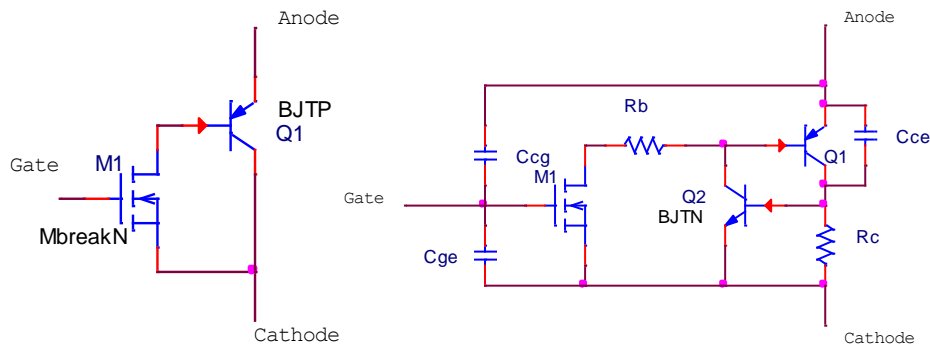 Anode
BJTP
Q1
M1
Gate
MbreakN
Cathode
Anode
Rb
Cce
Ccg
Q1
M1
Gate
Q2
BJTN
Rc
Cge
Cathode